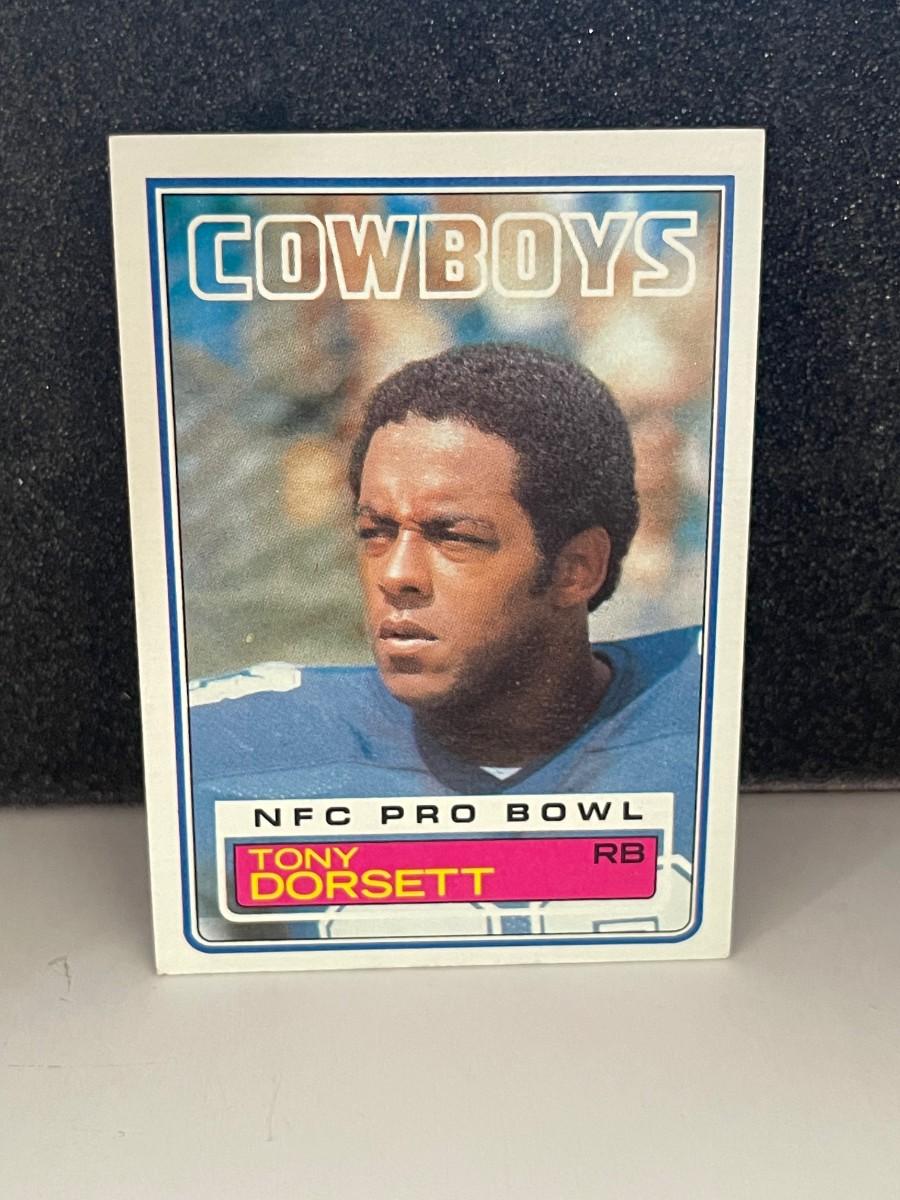 COWBOYS
NFC PRO BOWL
TONY
DORSETT
RB